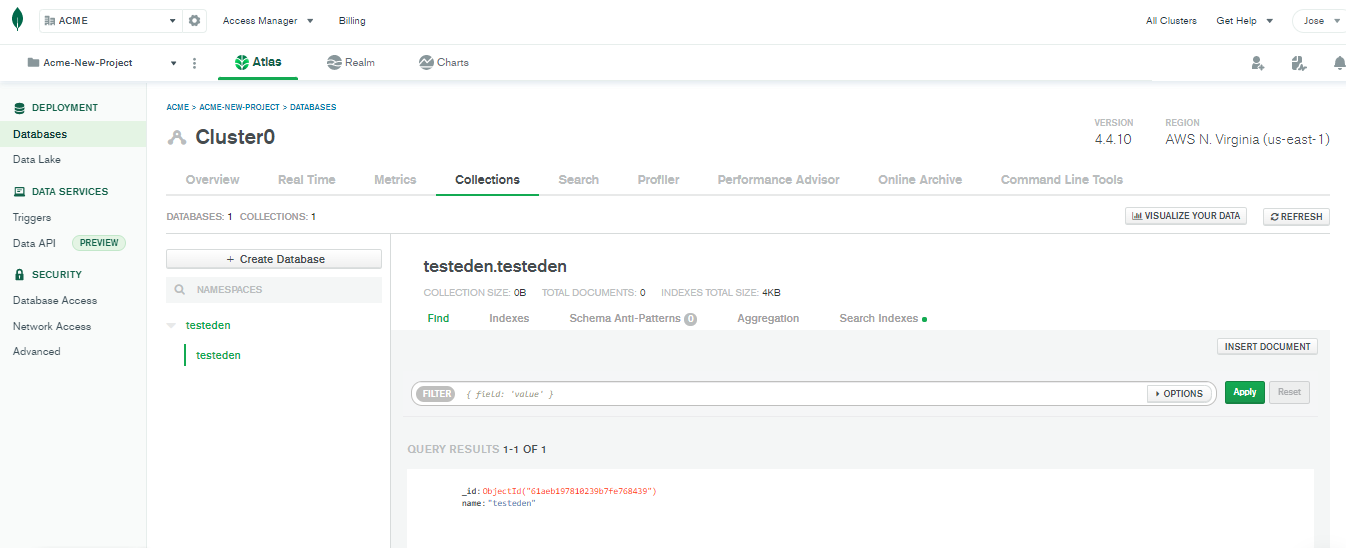 ACME
Access Manager
Billing
All Clusters
Get Help
Jose
Acme-New-Project
Atlas
Realm
Charts
DEPLOYMENT
Databases
Data Lake
DATA SERVICES
Triggers
Data API PREVIEW
SECURITY
Database Access
Network Access
Advanced
ACME > ACME-NEW-PROJECT > DATABASES
Cluster0
VERSION
4.4.10
REGION
AWS N. Virginia (us-east-1)
Overview
Real Time
Metrics
Collections
Search
Profiler
Performance Advisor
Online Archive
Command Line Tools
DATABASES: 1 COLLECTIONS: 1
VISUALIZE YOUR DATA
REFRESH
+ Create Database
NAMESPACES
testeden
testeden
testeden.testeden
COLLECTION SIZE: 0B TOTAL DOCUMENTS: 0 INDEXES TOTAL SIZE: 4KB
Find
Indexes
Schema Anti-Patterns 0
Aggregation
Search Indexes
INSERT DOCUMENT
FILTER { field: 'value' }
OPTIONS
Apply
Reset
QUERY RESULTS 1-1 OF 1
_id:ObjectId("61aeb197810239b7fe768439")
name:"testeden"